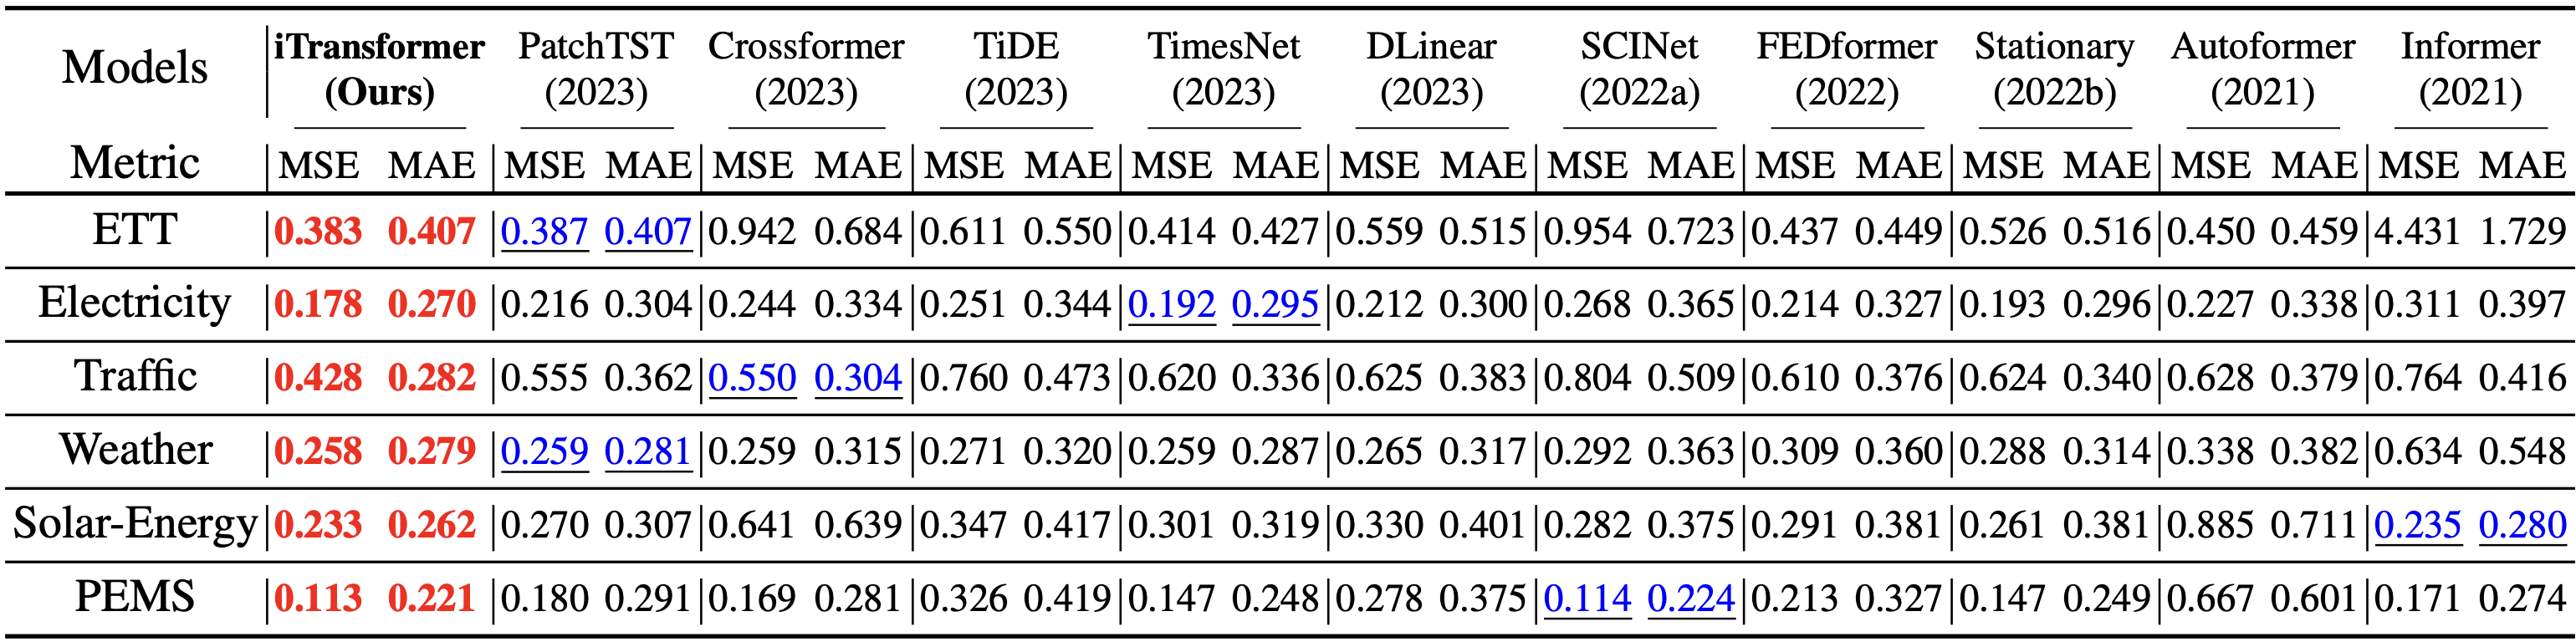 Models iTransformer (Ours) PatchTST (2023) Crossformer (2023) TiDE (2023) TimesNet (2023) DLinear (2023) SCINet (2022a) FEDformer (2022) Stationary (2022b) Autoformer (2021) Informer (2021)
Metric MSE MAE MSE MAE MSE MAE MSE MAE MSE MAE MSE MAE MSE MAE MSE MAE MSE MAE MSE MAE MSE MAE
ETT 0.383 0.407 0.387 0.407 0.942 0.684 0.611 0.550 0.414 0.427 0.559 0.515 0.954 0.723 0.437 0.449 0.526 0.516 0.450 0.459 4.431 1.729
Electricity 0.178 0.270 0.216 0.304 0.244 0.334 0.251 0.344 0.192 0.295 0.212 0.300 0.268 0.365 0.214 0.327 0.193 0.296 0.227 0.338 0.311 0.397
Traffic 0.428 0.282 0.555 0.362 0.550 0.304 0.760 0.473 0.620 0.336 0.625 0.383 0.804 0.509 0.610 0.376 0.624 0.340 0.628 0.379 0.764 0.416
Weather 0.258 0.279 0.259 0.281 0.259 0.315 0.271 0.320 0.259 0.287 0.265 0.317 0.292 0.363 0.309 0.360 0.288 0.314 0.338 0.382 0.634 0.548
Solar-Energy 0.233 0.262 0.270 0.307 0.641 0.639 0.347 0.417 0.301 0.319 0.330 0.401 0.282 0.375 0.291 0.381 0.261 0.381 0.885 0.711 0.235 0.280
PEMS 0.113 0.221 0.180 0.291 0.169 0.281 0.326 0.419 0.147 0.248 0.278 0.375 0.114 0.224 0.213 0.327 0.147 0.249 0.667 0.601 0.171 0.274